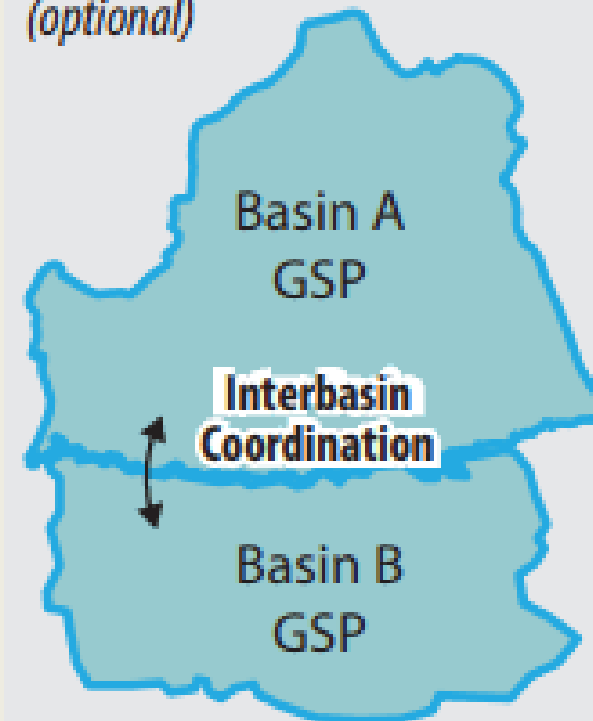 (optional)
Basin A
GSP
Interbasin
Coordination
Basin B
GSP